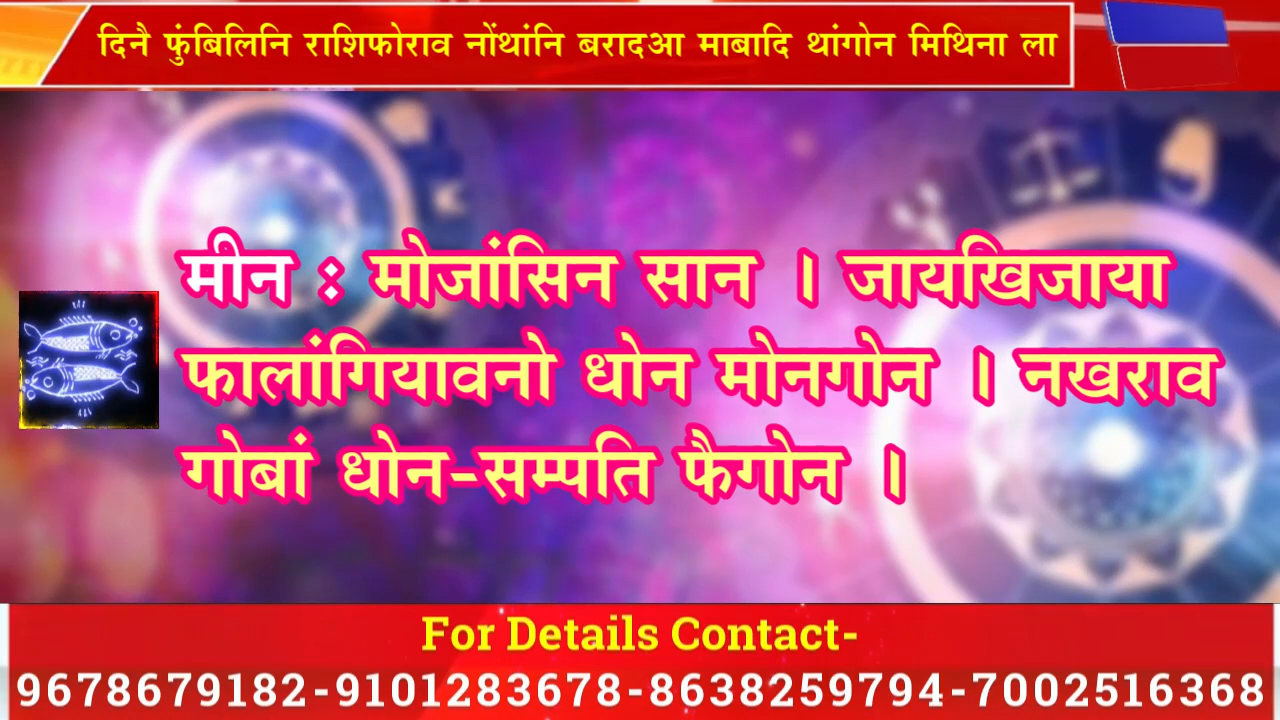 दिनै फुंबिलिनि राशिफोराव नोंथांनि बरादआ माबादि थांगोन मिथिना ला
मीन : मोजांसिन सान । जायखिजाया
फालांगियावनो धोन मोनगोन । नखराव
गोबां धोन-सम्पति फैगोन ।
For Details Contact-
9678679182-9101283678-8638259794-7002516368